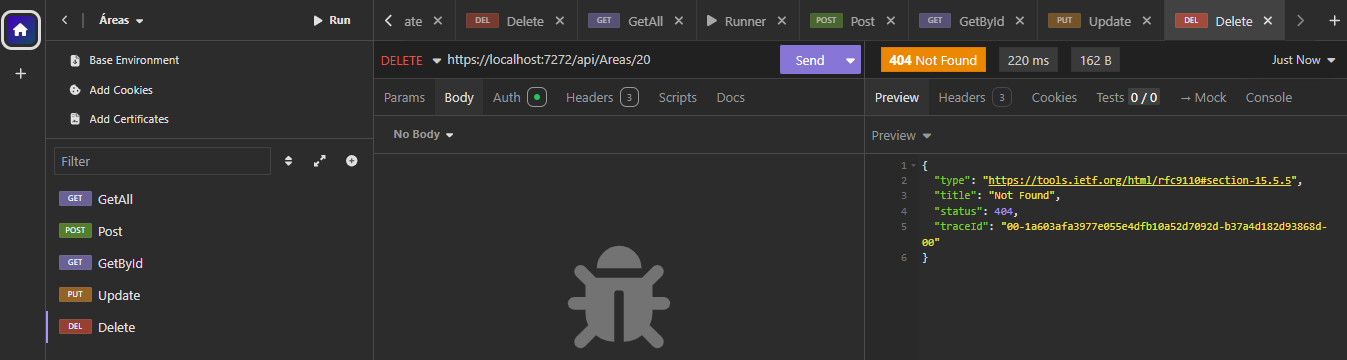 Áreas
Run
ate
DEL Delete
GET GetAll
Runner
POST Post
GET GetById
PUT Update
DEL Delete
Base Environment
Add Cookies
Add Certificates
Filter
GET GetAll
POST Post
GET GetById
PUT Update
DEL Delete
DELETE https://localhost:7272/api/Areas/20
Send
Params Body Auth Headers 3 Scripts Docs
No Body
404 Not Found 220 ms 162 B Just Now
Preview Headers 3 Cookies Tests 0 / 0 → Mock Console
Preview
1 {
2 "type": "https://tools.ietf.org/html/rfc9110#section-15.5.5",
3 "title": "Not Found",
4 "status": 404,
5 "traceId": "00-1a603afa3977e055e4dfb10a52d7092d-b37a4d182d93868d-
00"
6 }